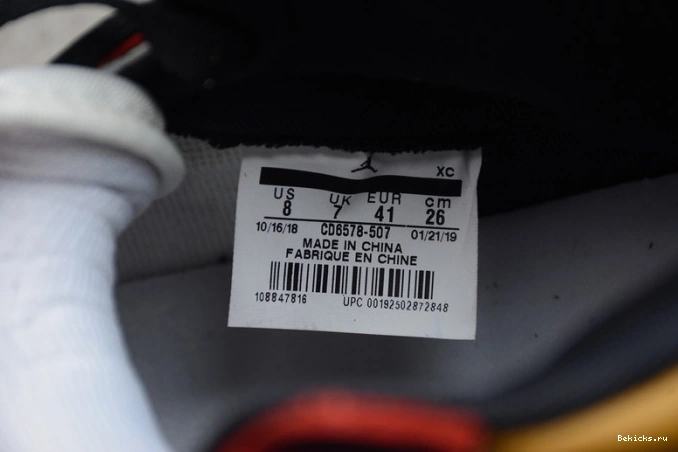 XC
US UK EUR cm
8 7 41 26
10/16/18 CD6578-507 01/21/19
MADE IN CHINA
FABRIQUE EN CHINE
108847816 UPC 00192502872848
Bekicks.ru